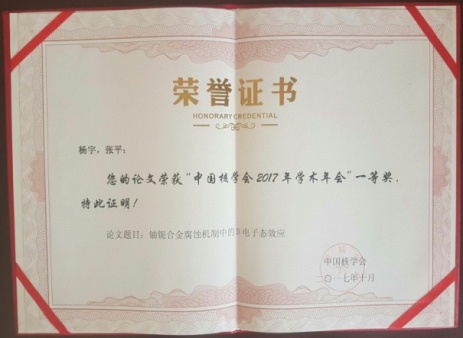 荣誉证书
HONORARY CREDENTIAL
杨宇，张平：
您的论文荣获“中国核学会2017年学术年会”一等奖，
特此证明！
论文题目：铀铌合金腐蚀机制中的f电子态效应
中国核学会
二〇一七年十月